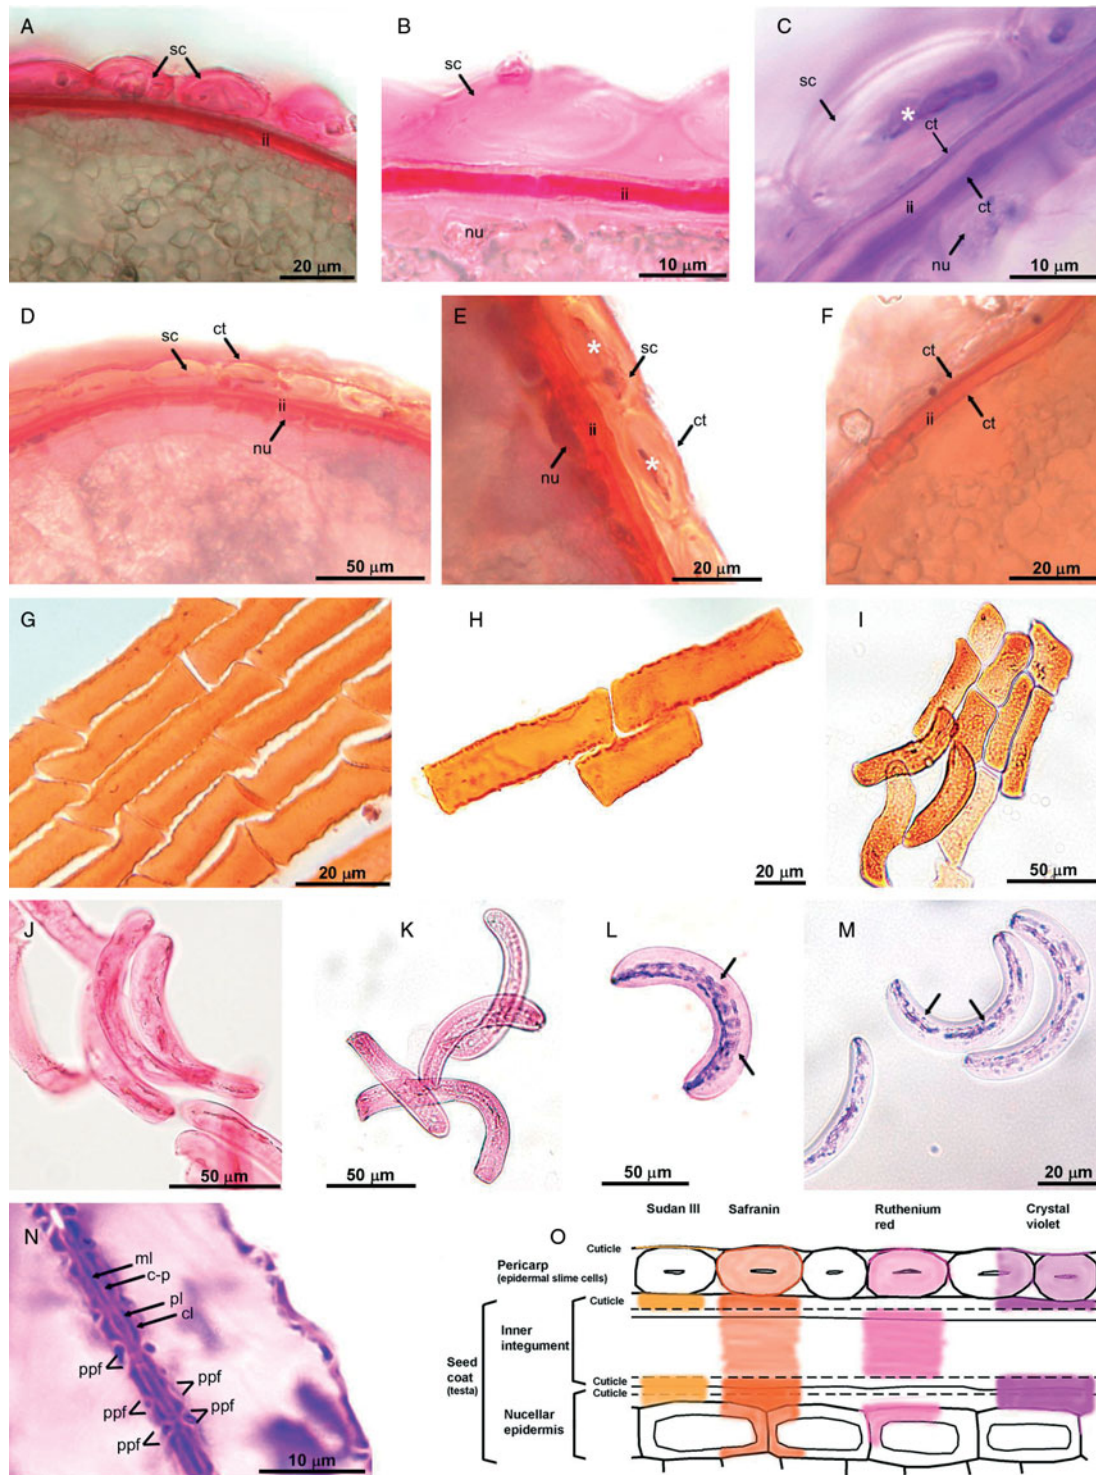 A
sc
ii
20 μm
B
sc
ii
nu
10 μm
C
sc
*
ct
ii
ct
nu
10 μm
D
sc
ct
ii
nu
50 μm
E
*
sc
ii
ct
nu
*
20 μm
F
ct
ii
ct
20 μm
G
20 μm
H
20 μm
I
50 μm
J
50 μm
K
50 μm
L
50 μm
M
20 μm
N
ml
c-p
pl
cl
ppf
ppf
ppf
ppf
ppf
10 μm
O
Sudan III
Safranin
Ruthenium
red
Crystal
violet
Cuticle
Pericarp
(epidermal slime cells)
Cuticle
Inner
integument
Seed
coat
(testa)
Cuticle
Cuticle
Nucellar
epidermis